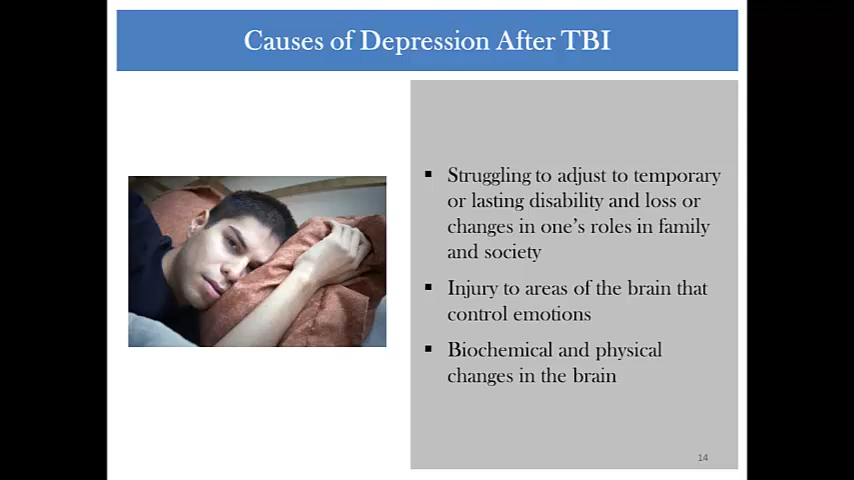 Causes of Depression After TBI
▪ Struggling to adjust to temporary
or lasting disability and loss or
changes in one's roles in family
and society
▪ Injury to areas of the brain that
control emotions
▪ Biochemical and physical
changes in the brain
14